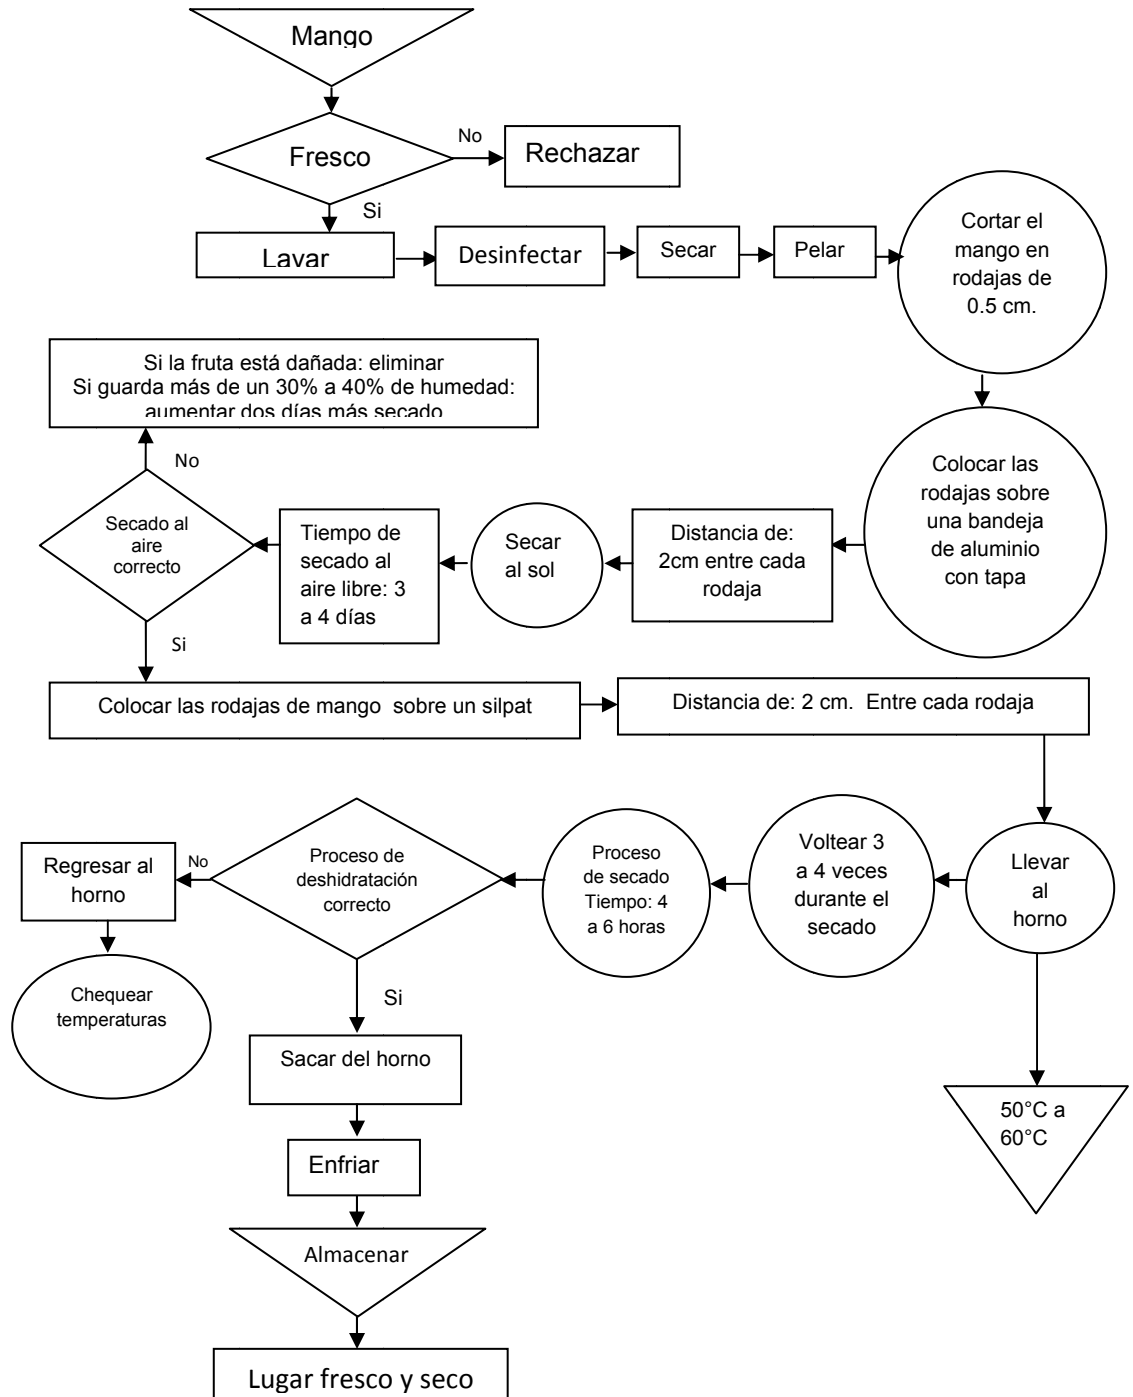 Mango
Fresco
No
Rechazar
Si
Lavar
Desinfectar
Secar
Pelar
Cortar el
mango en
rodajas de
0.5 cm.
Colocar las
rodajas sobre
una bandeja
de aluminio
con tapa
Distancia de:
2cm entre cada
rodaja
Secar
al sol
Tiempo de
secado al
aire libre: 3
a 4 días
Secado al
aire
correcto
No
Si la fruta está dañada: eliminar
Si guarda más de un 30% a 40% de humedad:
aumentar dos días más secado
Si
Colocar las rodajas de mango sobre un silpat
Distancia de: 2 cm. Entre cada rodaja
Llevar
al
horno
50°C a
60°C
Voltear 3
a 4 veces
durante el
secado
Proceso
de secado
Tiempo: 4
a 6 horas
Proceso de
deshidratación
correcto
No
Regresar al
horno
Chequear
temperaturas
Si
Sacar del horno
Enfriar
Almacenar
Lugar fresco y seco